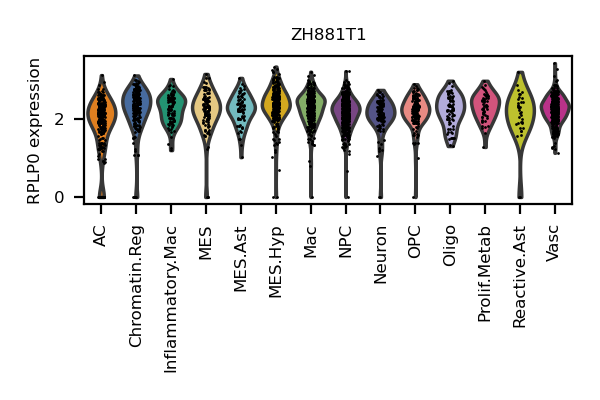 ZH881T1
RPLP0 expression
2
0
AC
Chromatin.Reg
Inflammatory.Mac
MES
MES.Ast
MES.Hyp
Mac
NPC
Neuron
OPC
Oligo
Prolif.Metab
Reactive.Ast
Vasc